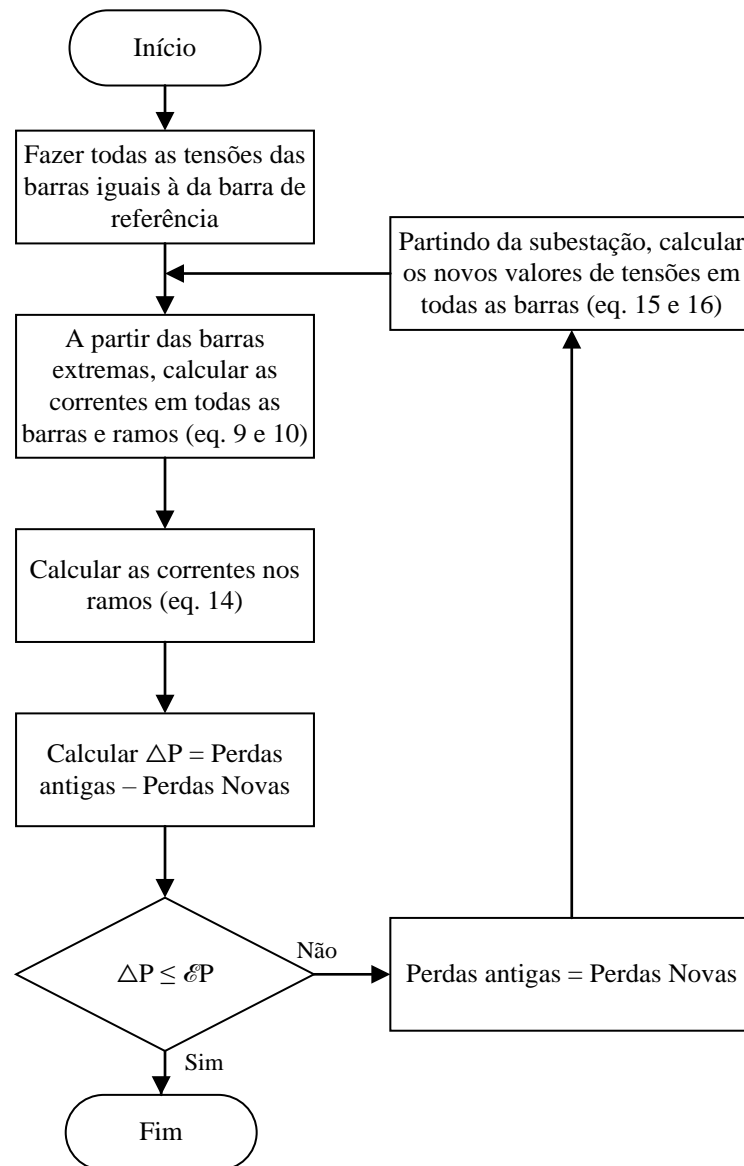 Início
Fazer todas as tensões das
barras iguais à da barra de
referência
Partindo da subestação, calcular
os novos valores de tensões em
todas as barras (eq. 15 e 16)
A partir das barras
extremas, calcular as
correntes em todas as
barras e ramos (eq. 9 e 10)
Calcular as correntes nos
ramos (eq. 14)
Calcular △P = Perdas
antigas – Perdas Novas
△P ≤ ℰP
Não
Perdas antigas = Perdas Novas
Sim
Fim